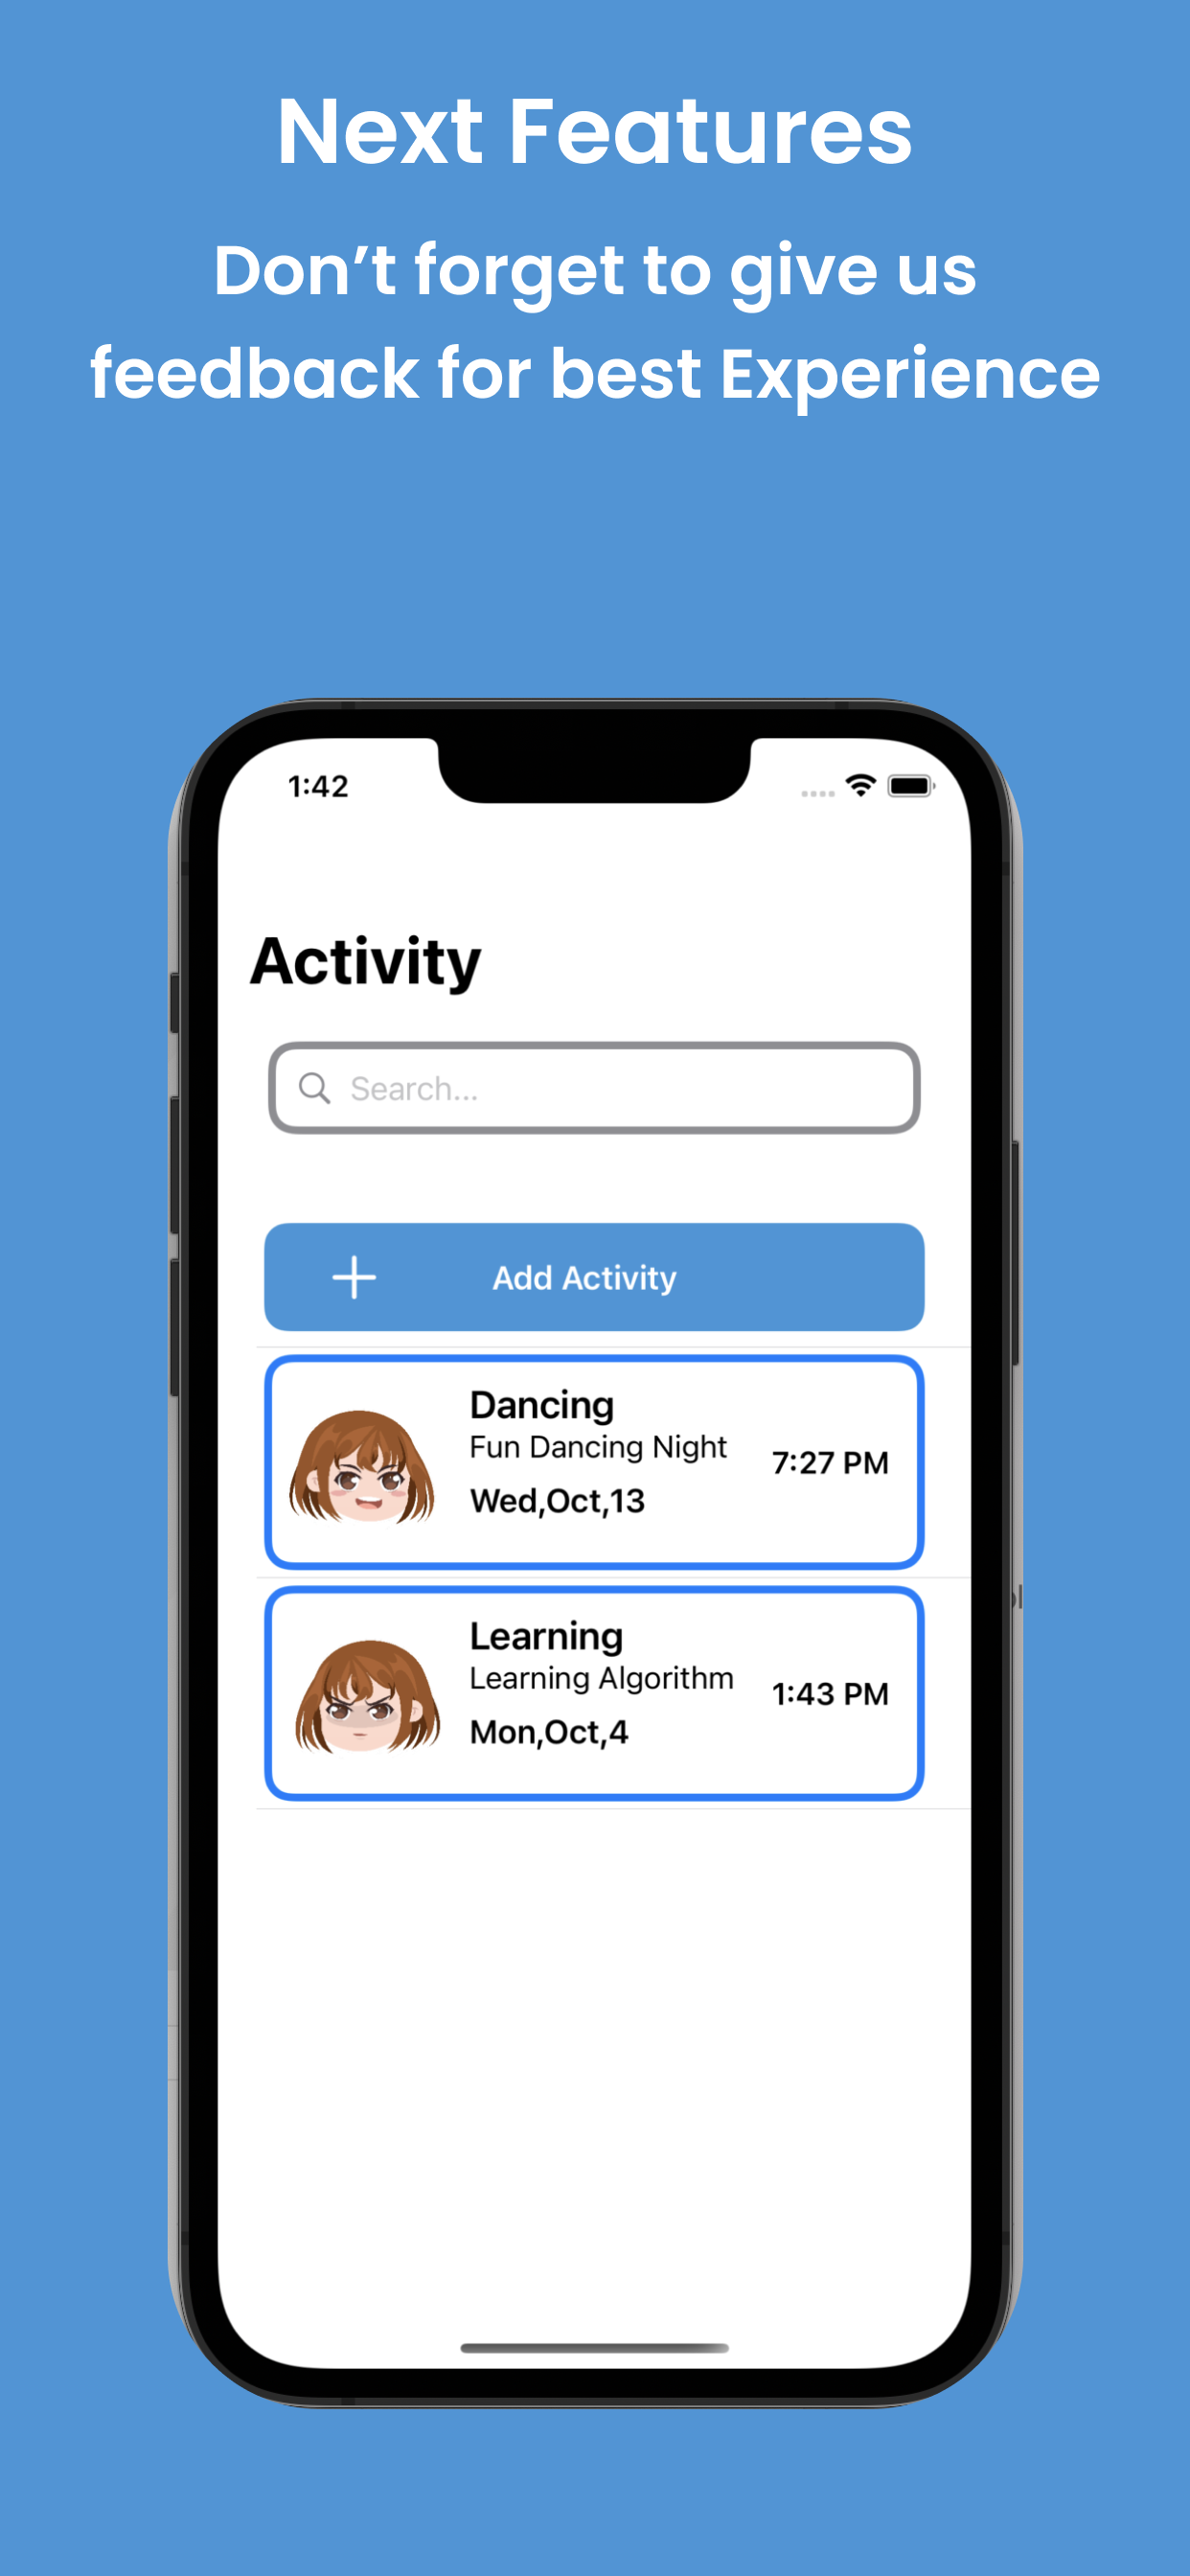 Next Features
Don’t forget to give us
feedback for best Experience
1:42
Activity
Search...
Add Activity
Dancing
Fun Dancing Night
7:27 PM
Wed,Oct,13
Learning
Learning Algorithm
1:43 PM
Mon,Oct,4